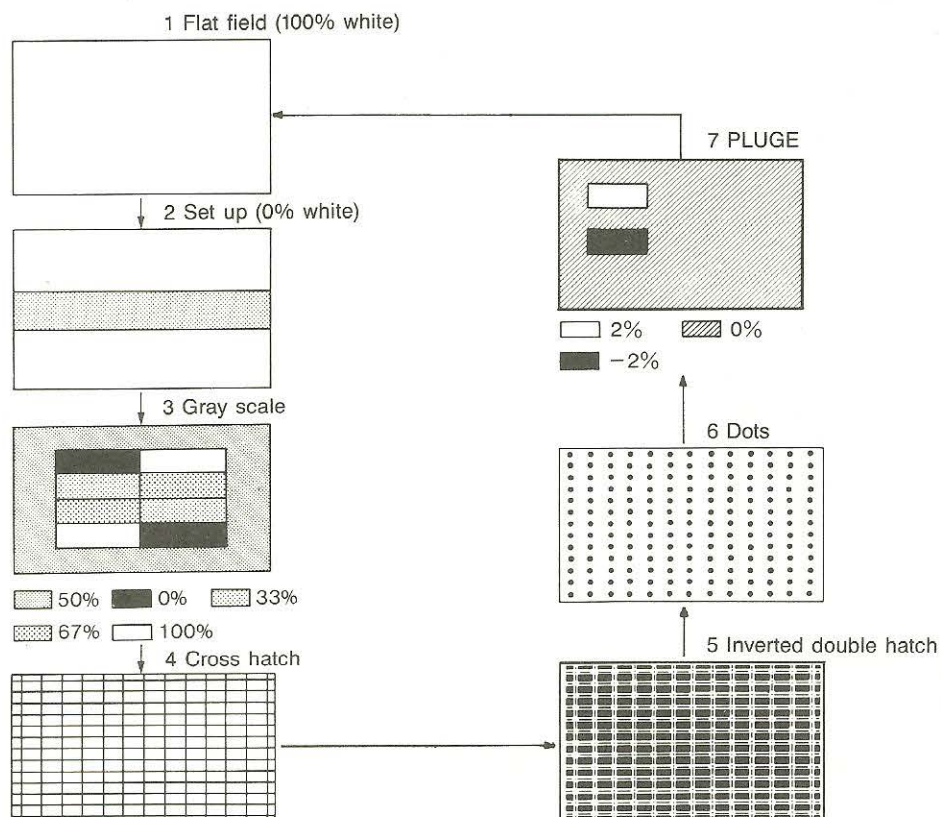 1 Flat field (100% white)
2 Set up (0% white)
3 Gray scale
50% 0% 33%
67% 100%
4 Cross hatch
5 Inverted double hatch
6 Dots
7 PLUGE
2% 0%
−2%